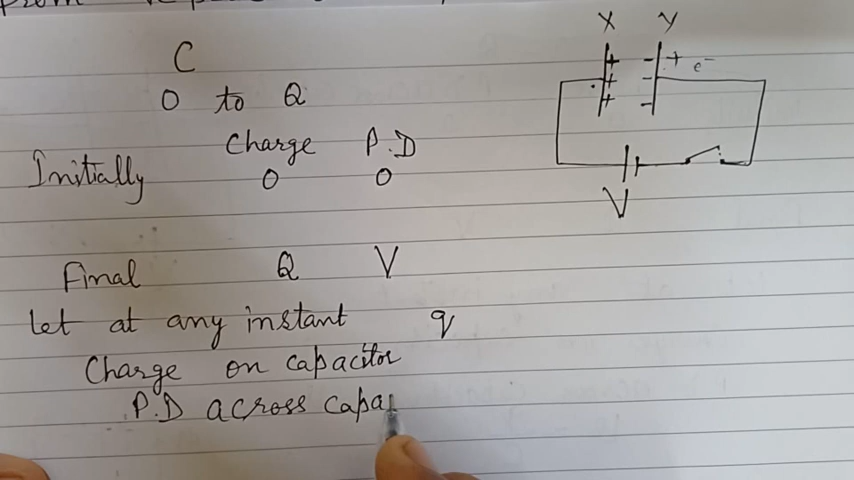 C
0 to Q
Charge P.D
Initially 0 0
Final Q V
let at any instant q
Charge on capacitor
P.D across capa
X Y
+ - + e-
+
+ -
V